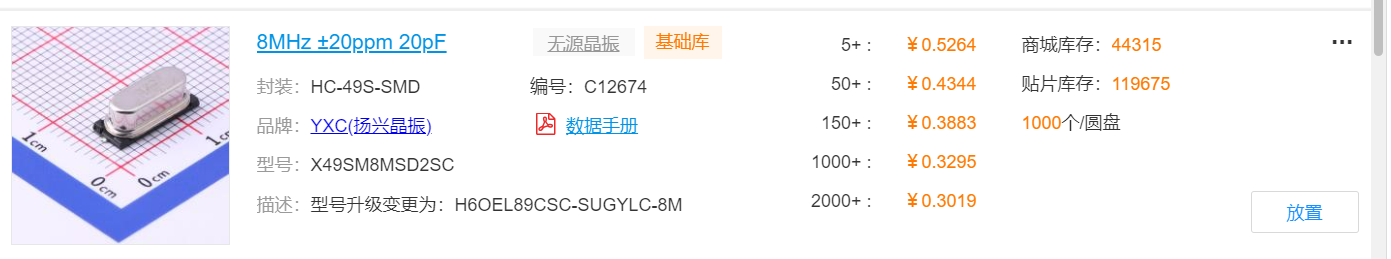 8MHz ±20ppm 20pF 无源晶振 基础库
封装：HC-49S-SMD 编号：C12674
品牌：YXC(扬兴晶振) 数据手册
型号：X49SM8MSD2SC
描述：型号升级变更为：H6OEL89CSC-SUGYLC-8M
5+ : ￥0.5264
50+ : ￥0.4344
150+ : ￥0.3883
1000+ : ￥0.3295
2000+ : ￥0.3019
商城库存：44315
贴片库存：119675
1000个/圆盘
...
放置
1cm
0cm
0cm
1cm